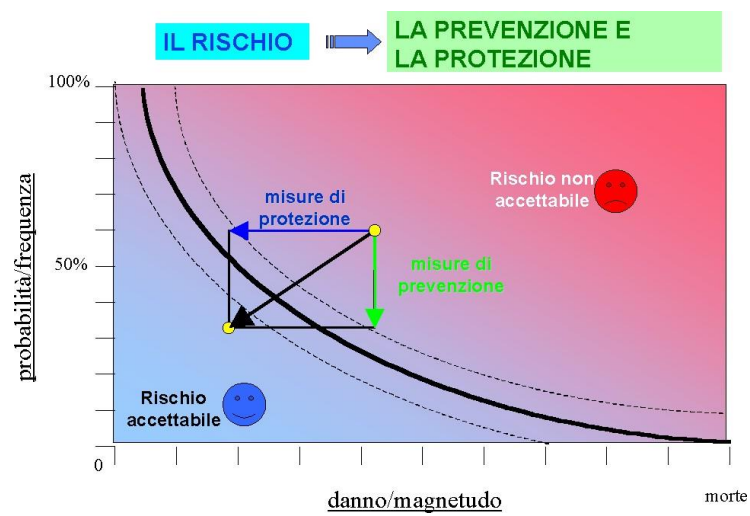 IL RISCHIO
LA PREVENZIONE E
LA PROTEZIONE
100%
probabilità/frequenza
Rischio non
accettabile
misure di
protezione
50%
misure di
prevenzione
Rischio
accettabile
0
danno/magnetudo
morte